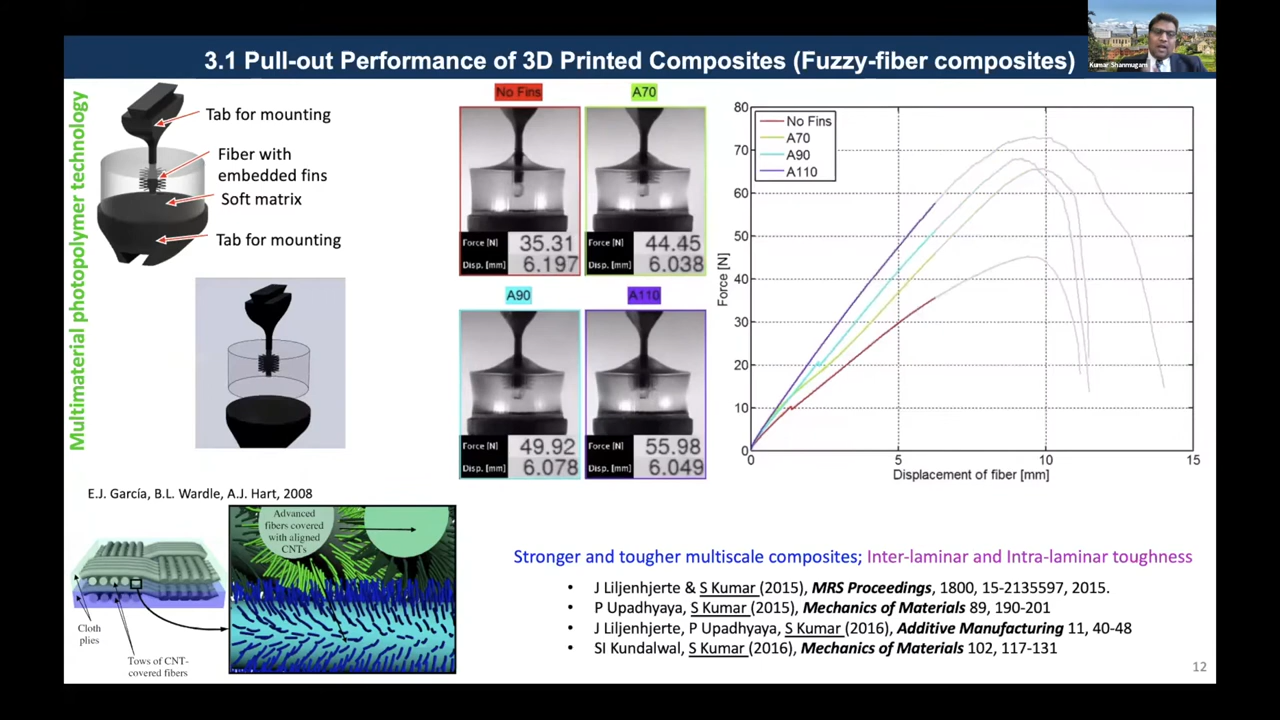 Kumar Shanmugam
3.1 Pull-out Performance of 3D Printed Composites (Fuzzy-fiber composites)
Multimaterial photopolymer technology
Tab for mounting
Fiber with
embedded fins
Soft matrix
Tab for mounting
No Fins
A70
Force [N] 35.31
Disp. [mm] 6.197
Force [N] 44.45
Disp. [mm] 6.038
A90
A110
Force [N] 49.92
Disp. [mm] 6.078
Force [N] 55.98
Disp. [mm] 6.049
80
70
60
50
40
30
20
10
0
Force [N]
No Fins
A70
A90
A110
0
5
10
15
Displacement of fiber [mm]
E.J. García, B.L. Wardle, A.J. Hart, 2008
Cloth
plies
Tows of CNT-
covered fibers
Advanced
fibers covered
with aligned
CNTs
Stronger and tougher multiscale composites; Inter-laminar and Intra-laminar toughness
• J Liljenhjerte & S Kumar (2015), MRS Proceedings, 1800, 15-2135597, 2015.
• P Upadhyaya, S Kumar (2015), Mechanics of Materials 89, 190-201
• J Liljenhjerte, P Upadhyaya, S Kumar (2016), Additive Manufacturing 11, 40-48
• SI Kundalwal, S Kumar (2016), Mechanics of Materials 102, 117-131
12